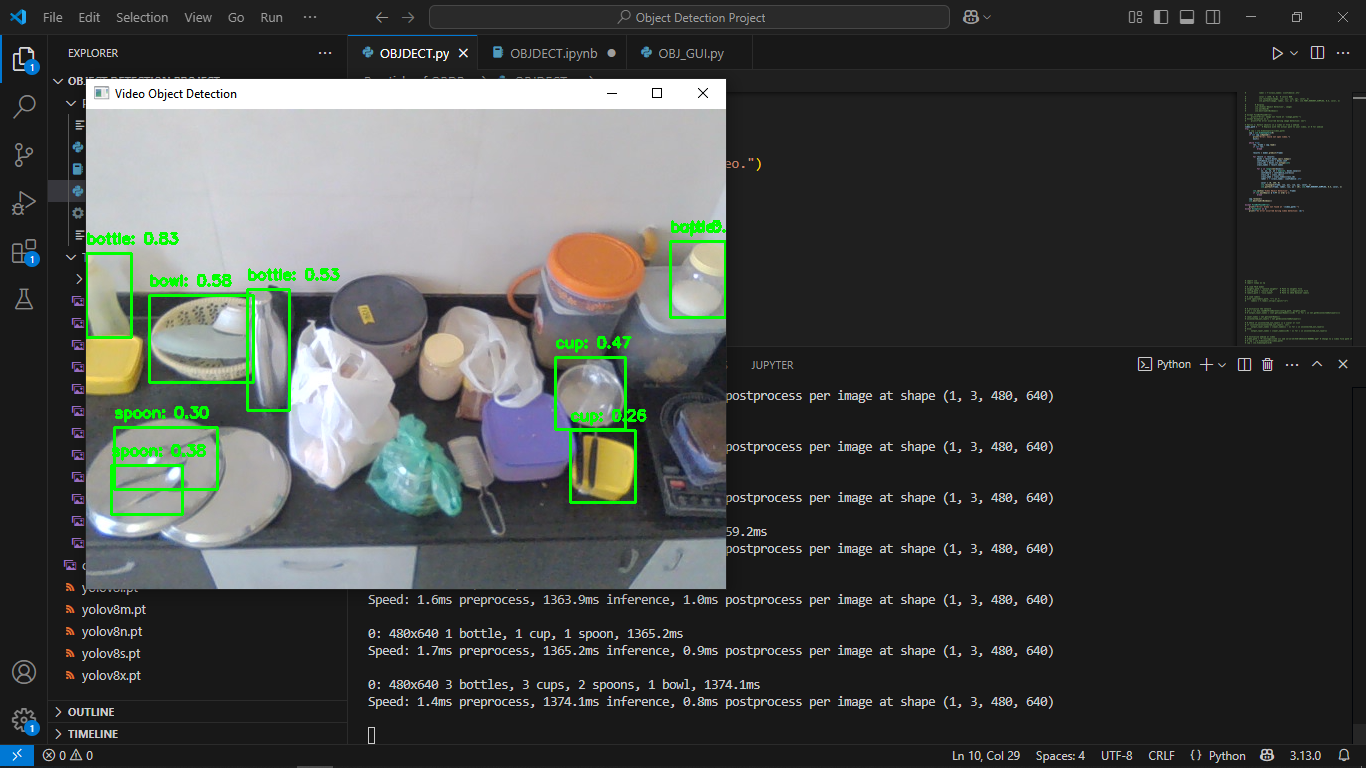 File Edit Selection View Go Run ···
Object Detection Project
EXPLORER ···
OBJDECT.py
OBJDECT.ipynb
OBJ_GUI.py
Video Object Detection
eo.")
bottle: 0.83
bowl: 0.58
bottle: 0.53
cup: 0.47
cup: 0.26
spoon: 0.30
spoon: 0.38
yolov8m.pt
yolov8n.pt
yolov8s.pt
yolov8x.pt
OUTLINE
TIMELINE
JUPYTER
Python
postprocess per image at shape (1, 3, 480, 640)
postprocess per image at shape (1, 3, 480, 640)
postprocess per image at shape (1, 3, 480, 640)
59.2ms
postprocess per image at shape (1, 3, 480, 640)
Speed: 1.6ms preprocess, 1363.9ms inference, 1.0ms postprocess per image at shape (1, 3, 480, 640)
0: 480x640 1 bottle, 1 cup, 1 spoon, 1365.2ms
Speed: 1.7ms preprocess, 1365.2ms inference, 0.9ms postprocess per image at shape (1, 3, 480, 640)
0: 480x640 3 bottles, 3 cups, 2 spoons, 1 bowl, 1374.1ms
Speed: 1.4ms preprocess, 1374.1ms inference, 0.8ms postprocess per image at shape (1, 3, 480, 640)
0 0
Ln 10, Col 29 Spaces: 4 UTF-8 CRLF {} Python 3.13.0